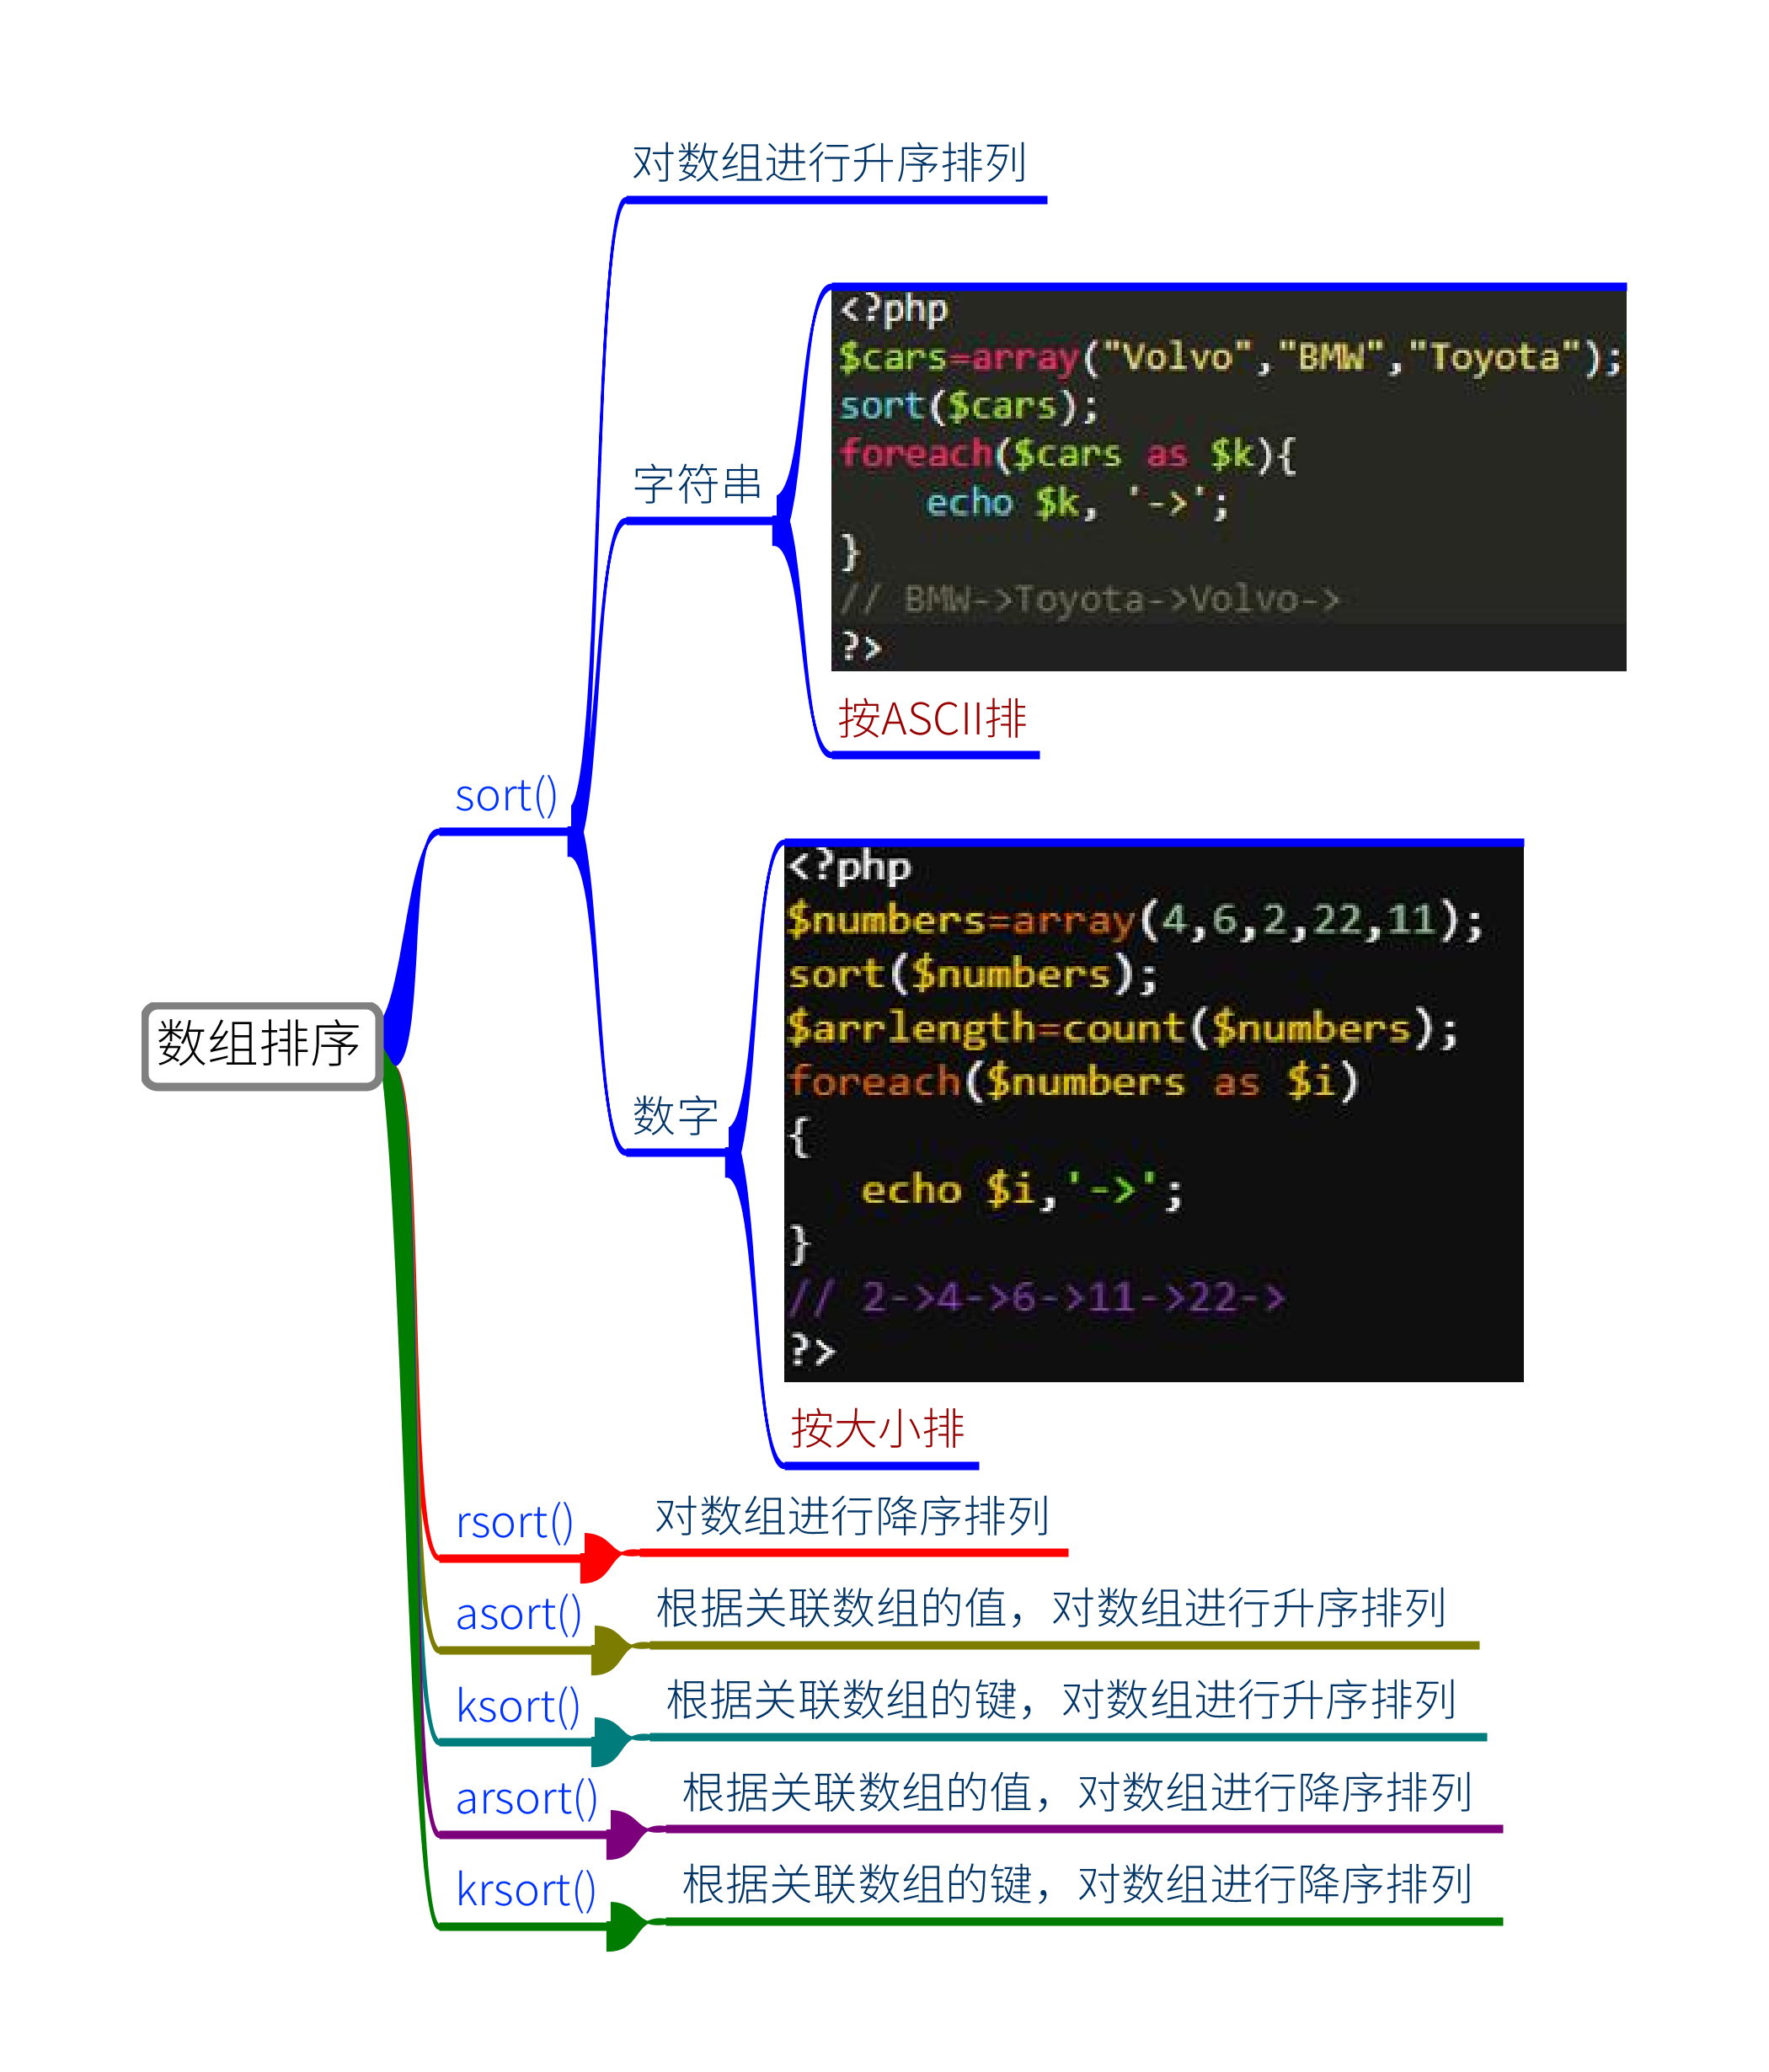 数组排序
sort()
对数组进行升序排列
字符串
<?php
$cars=array("Volvo","BMW","Toyota");
sort($cars);
foreach($cars as $k){
    echo $k, '->';
}
// BMW->Toyota->Volvo->
?>
按ASCII排
数字
<?php
$numbers=array(4,6,2,22,11);
sort($numbers);
$arrlength=count($numbers);
foreach($numbers as $i)
{
   echo $i,'->';
}
// 2->4->6->11->22->
?>
按大小排
rsort()
对数组进行降序排列
asort()
根据关联数组的值，对数组进行升序排列
ksort()
根据关联数组的键，对数组进行升序排列
arsort()
根据关联数组的值，对数组进行降序排列
krsort()
根据关联数组的键，对数组进行降序排列